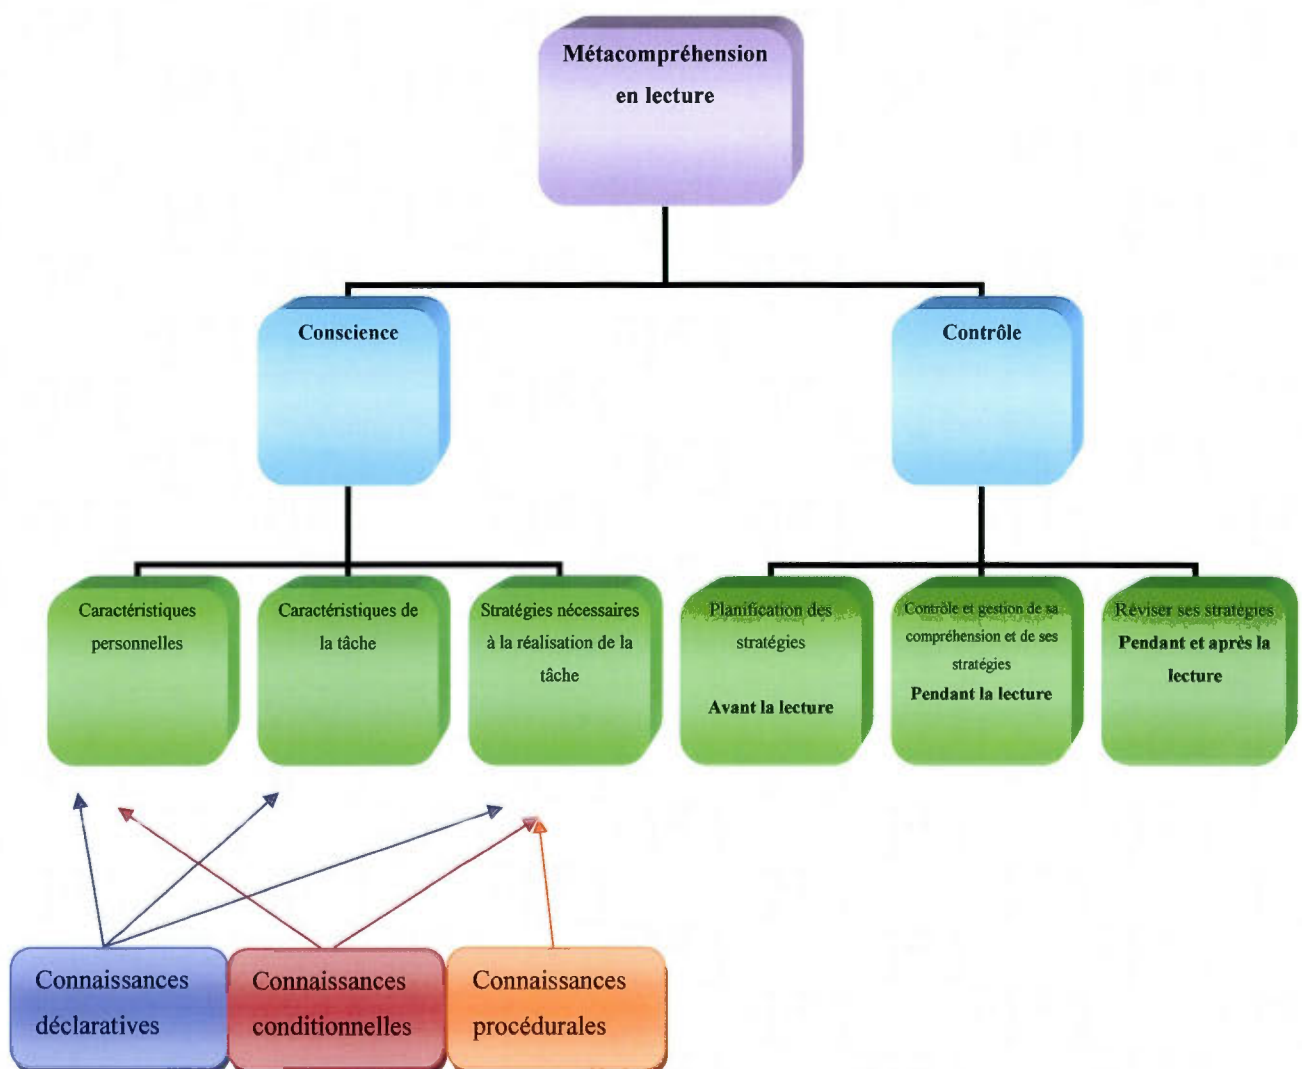 Métacompréhension
en lecture
Conscience
Contrôle
Caractéristiques
personnelles
Caractéristiques de
la tâche
Stratégies nécessaires
à la réalisation de la
tâche
Planification des
stratégies
Avant la lecture
Contrôle et gestion de sa
compréhension et de ses
stratégies
Pendant la lecture
Réviser ses stratégies
Pendant et après la
lecture
Connaissances
déclaratives
Connaissances
conditionnelles
Connaissances
procédurales